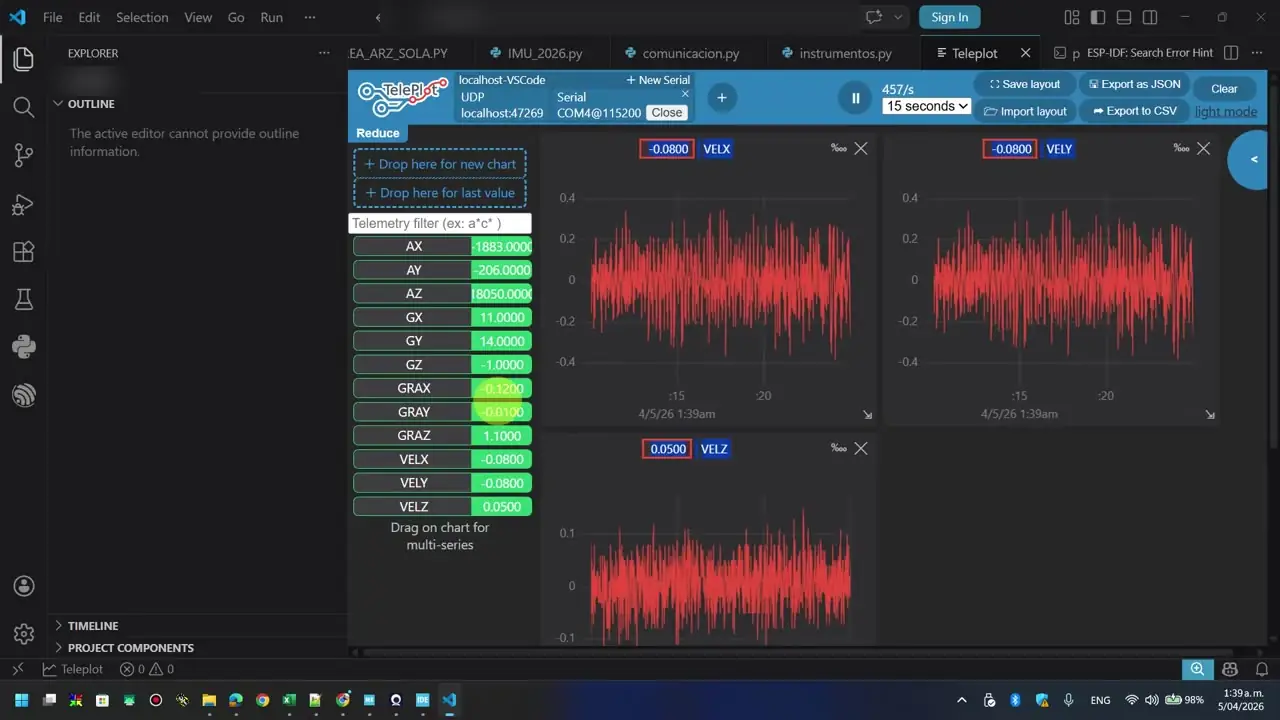 File Edit Selection View Go Run ··· Sign In
EXPLORER ···
EA_ARZ_SOLA.PY IMU_2026.py comunicacion.py instrumentos.py Teleplot p ESP-IDF: Search Error Hint ···
OUTLINE
The active editor cannot provide outline
information.
TelePlot
Reduce
localhost-VSCode + New Serial
UDP Serial
localhost:47269 COM4@115200 Close
457/s
15 seconds
Save layout Export as JSON Clear
Import layout Export to CSV light mode
+ Drop here for new chart
+ Drop here for last value
Telemetry filter (ex: a*c* )
AX -1883.0000
AY -206.0000
AZ 18050.0000
GX 11.0000
GY 14.0000
GZ -1.0000
GRAX -0.1200
GRAY -0.0100
GRAZ 1.1000
VELX -0.0800
VELY -0.0800
VELZ 0.0500
Drag on chart for
multi-series
-0.0800 VELX ‰
0.4
0.2
0
-0.2
-0.4
:15 :20
4/5/26 1:39am
-0.0800 VELY ‰
0.4
0.2
0
-0.2
-0.4
:15 :20
4/5/26 1:39am
0.0500 VELZ ‰
0.1
0
-0.1
TIMELINE
PROJECT COMPONENTS
Teleplot 0 0
ENG 98% 1:39 a.m.
5/04/2026